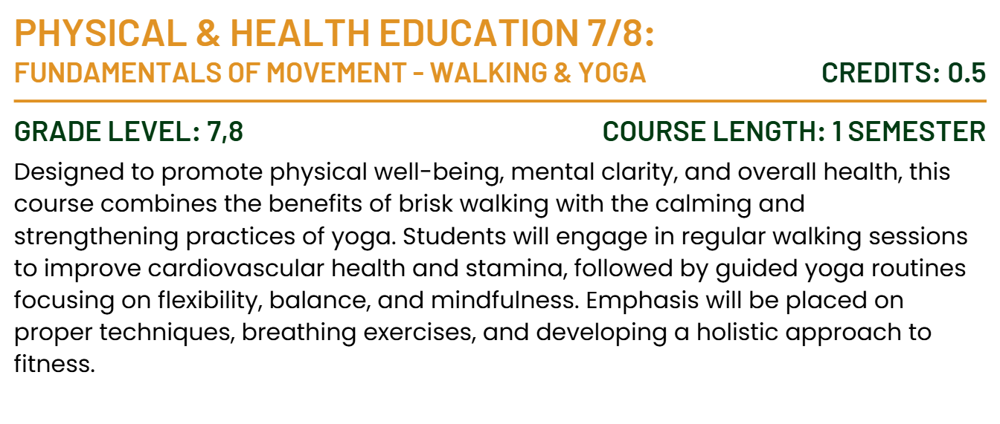 PHYSICAL & HEALTH EDUCATION 7/8:
FUNDAMENTALS OF MOVEMENT - WALKING & YOGA CREDITS: 0.5
GRADE LEVEL: 7,8 COURSE LENGTH: 1 SEMESTER
Designed to promote physical well-being, mental clarity, and overall health, this
course combines the benefits of brisk walking with the calming and
strengthening practices of yoga. Students will engage in regular walking sessions
to improve cardiovascular health and stamina, followed by guided yoga routines
focusing on flexibility, balance, and mindfulness. Emphasis will be placed on
proper techniques, breathing exercises, and developing a holistic approach to
fitness.